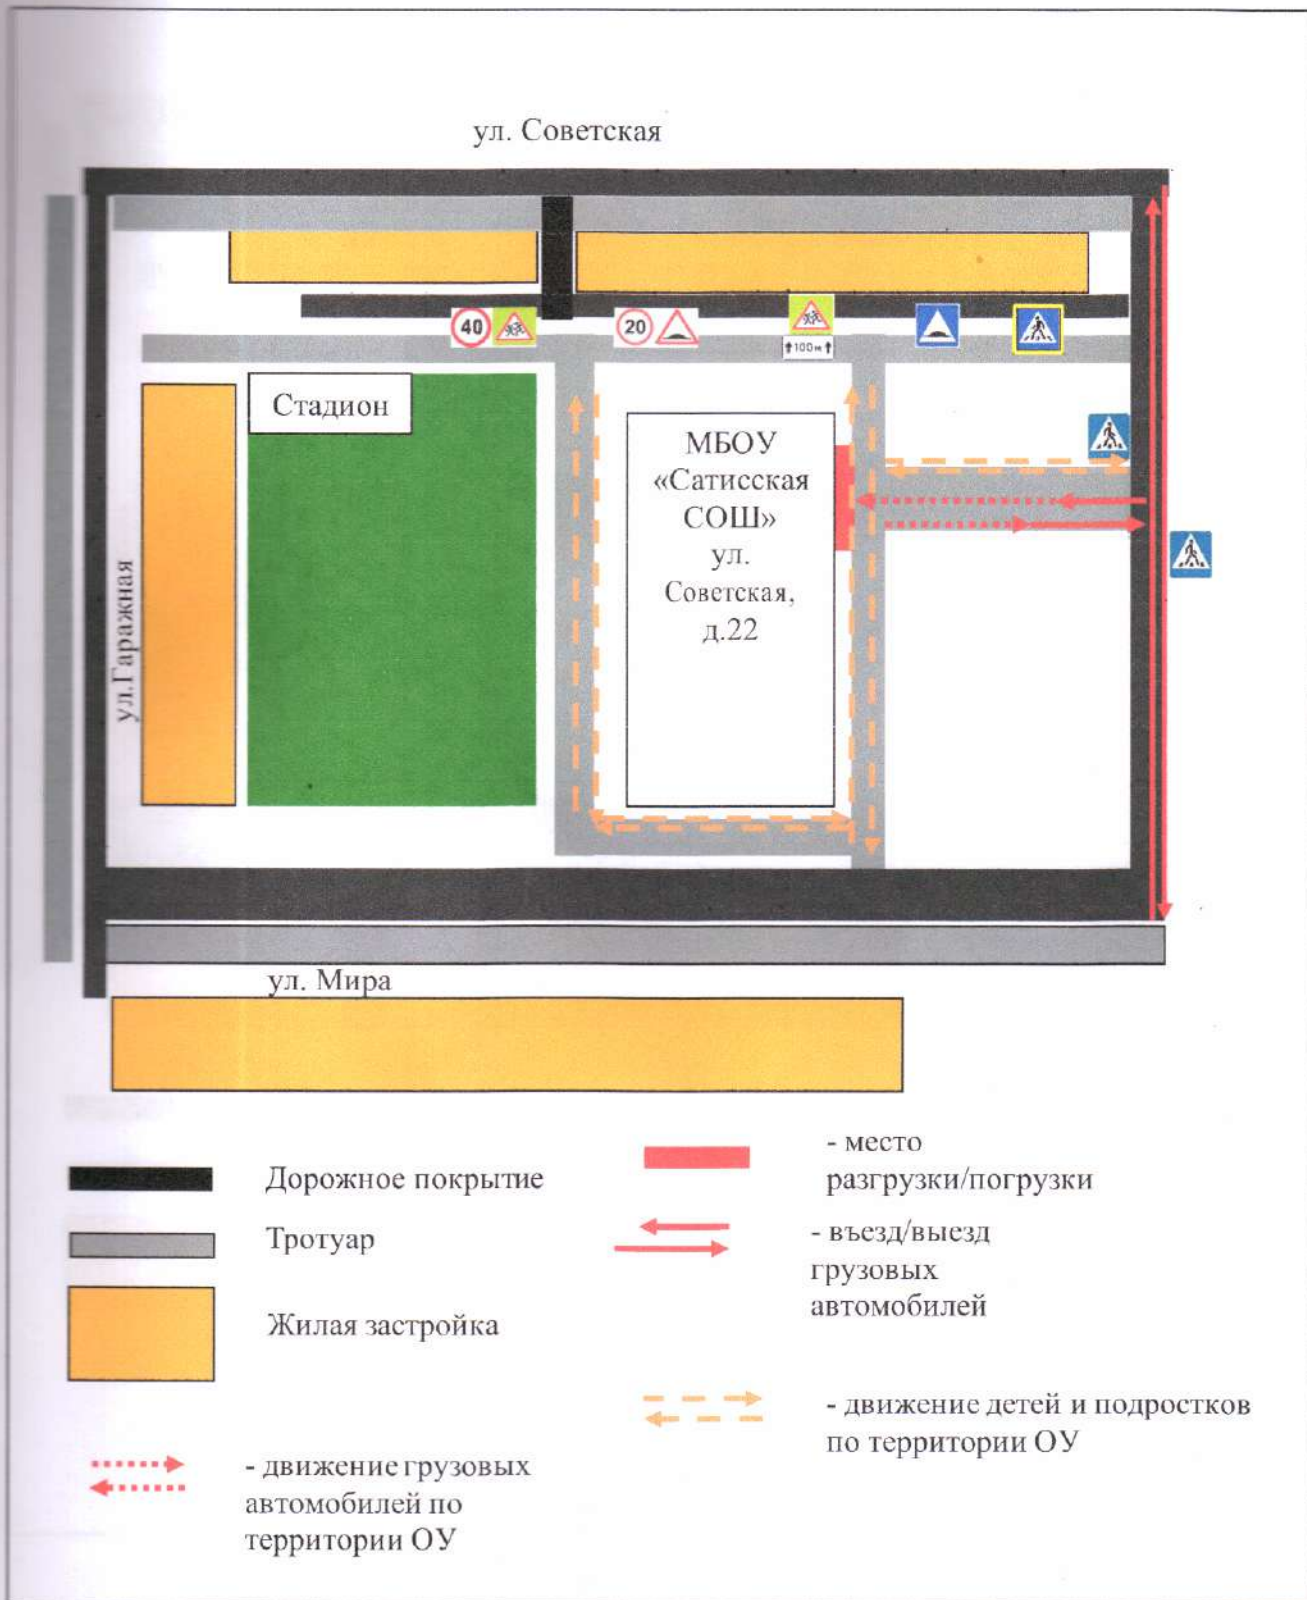 ул. Советская
40
20
↑100м↑
Стадион
МБОУ
«Сатисская
СОШ»
ул.
Советская,
д.22
ул.Гаражная
ул. Мира
Дорожное покрытие
Тротуар
Жилая застройка
- движение грузовых
автомобилей по
территории ОУ
- место
разгрузки/погрузки
- въезд/выезд
грузовых
автомобилей
- движение детей и подростков
по территории ОУ